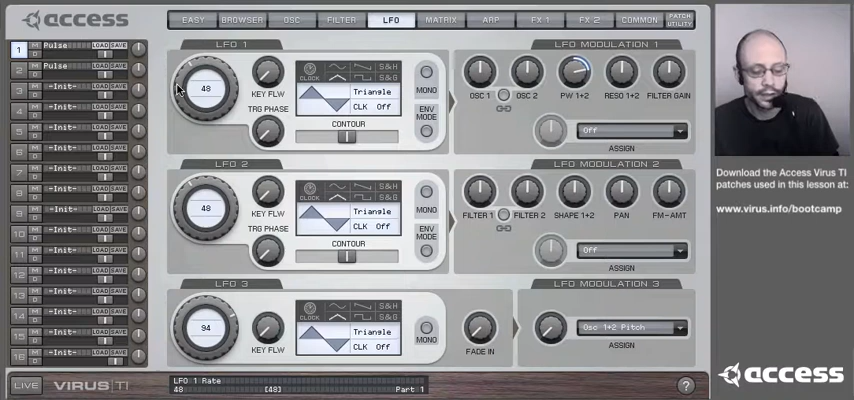 access
EASY BROWSER OSC FILTER LFO MATRIX ARP FX 1 FX 2 COMMON PATCH UTILITY
LFO 1
LFO MODULATION 1
48
CLOCK
S&H
S&G
Triangle
CLK Off
KEY FLW
TRG PHASE
CONTOUR
MONO
ENV MODE
OSC 1 OSC 2 PW 1+2 RESO 1+2 FILTER GAIN
Off
ASSIGN
LFO 2
LFO MODULATION 2
48
CLOCK
S&H
S&G
Triangle
CLK Off
KEY FLW
TRG PHASE
CONTOUR
MONO
ENV MODE
FILTER 1 FILTER 2 SHAPE 1+2 PAN FM-AMT
Off
ASSIGN
LFO 3
LFO MODULATION 3
94
CLOCK
S&H
S&G
Triangle
CLK Off
KEY FLW
MONO
FADE IN
Osc 1+2 Pitch
ASSIGN
1 M D Pulse LOAD SAVE
2 M D Pulse LOAD SAVE
3 M D -Init- LOAD SAVE
4 M D -Init- LOAD SAVE
5 M D -Init- LOAD SAVE
6 M D -Init- LOAD SAVE
7 M D -Init- LOAD SAVE
8 M D -Init- LOAD SAVE
9 M D -Init- LOAD SAVE
10 M D -Init- LOAD SAVE
11 M D -Init- LOAD SAVE
12 M D -Init- LOAD SAVE
13 M D -Init- LOAD SAVE
14 M D -Init- LOAD SAVE
15 M D -Init- LOAD SAVE
16 M D -Init- LOAD SAVE
LIVE VIRUS TI
LFO 1 Rate
48 [48] Part 1
?
Download the Access Virus TI
patches used in this lesson at:
www.virus.info/bootcamp
access